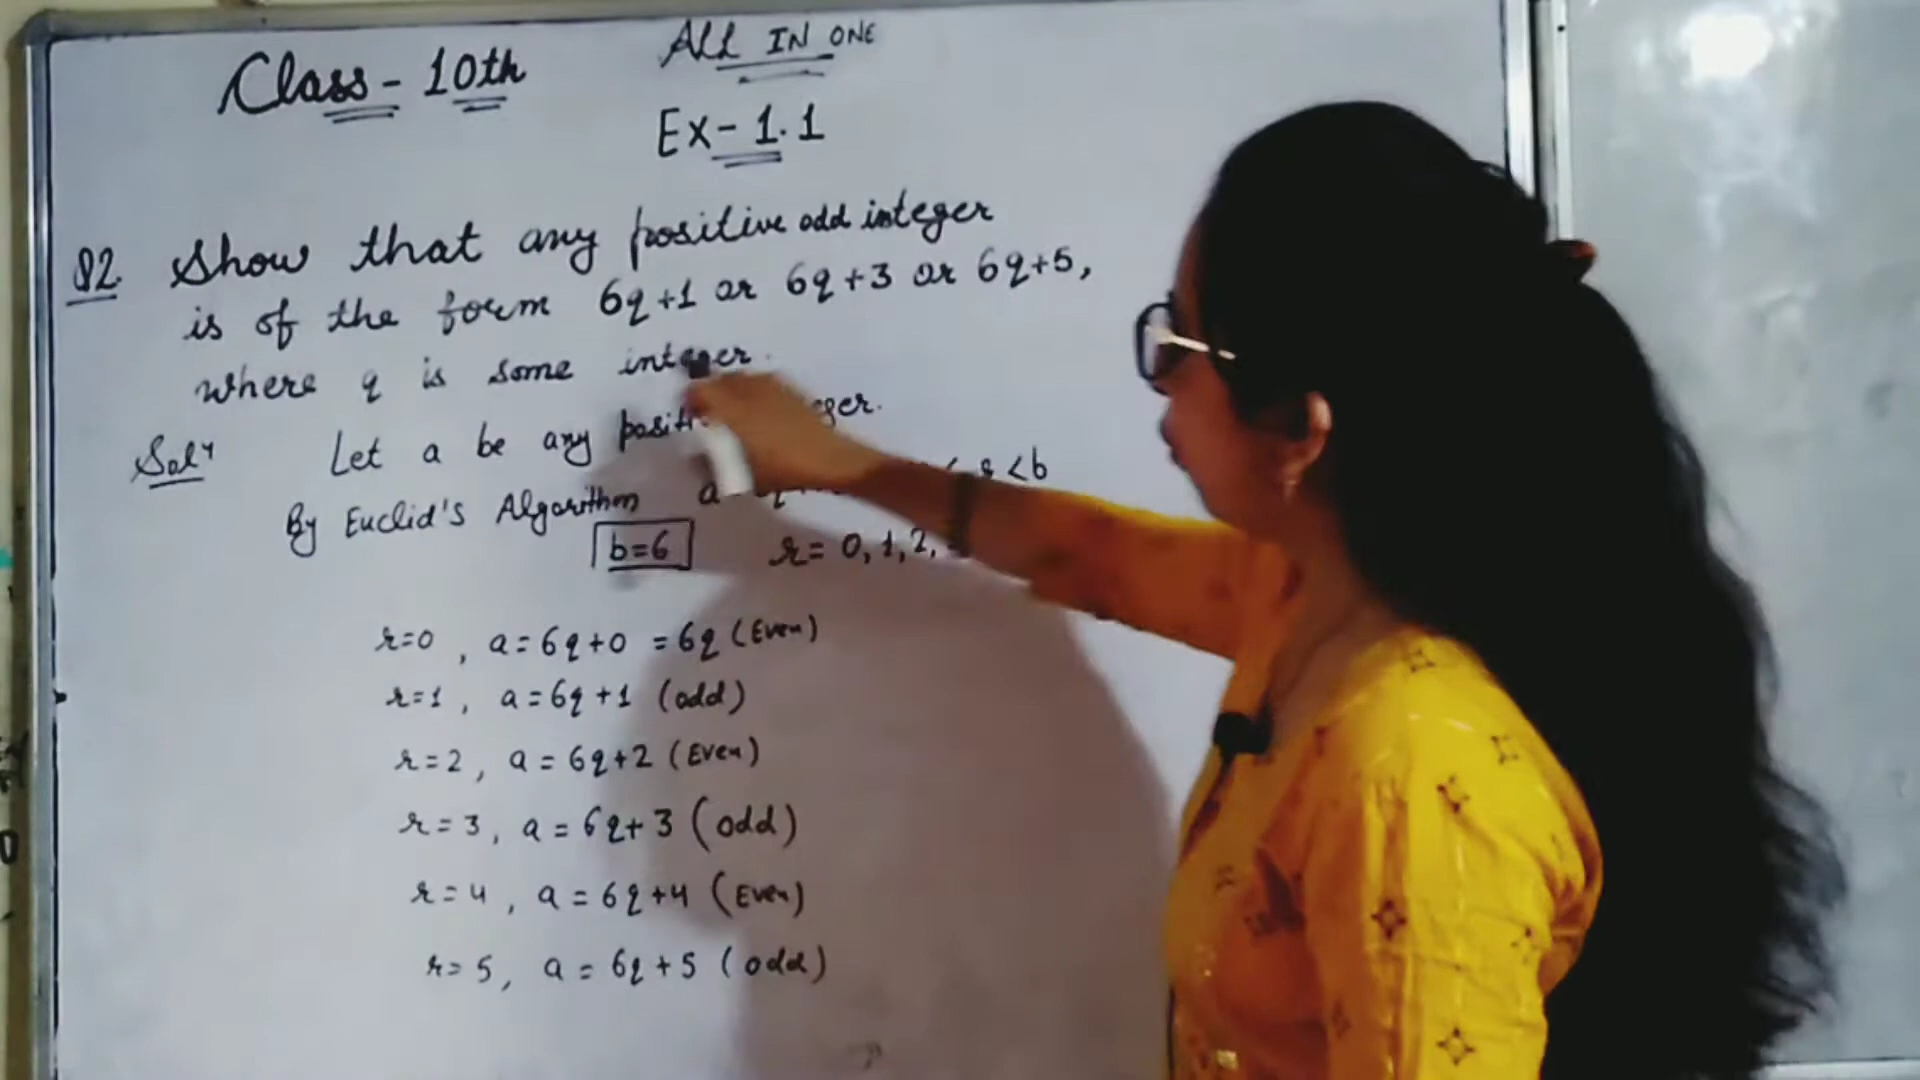 Class - 10th
ALL IN ONE
Ex - 1.1
Q2. Show that any positive odd integer
is of the form 6q+1 or 6q+3 or 6q+5,
where q is some integer.
Solⁿ Let a be any
By Euclid's Algorithm a r<b
b=6 r= 0, 1, 2,
r=0, a=6q+0 =6q (Even)
r=1, a=6q+1 (odd)
r=2, a=6q+2 (Even)
r=3, a=6q+3 (odd)
r=4, a=6q+4 (Even)
r=5, a=6q+5 (odd)